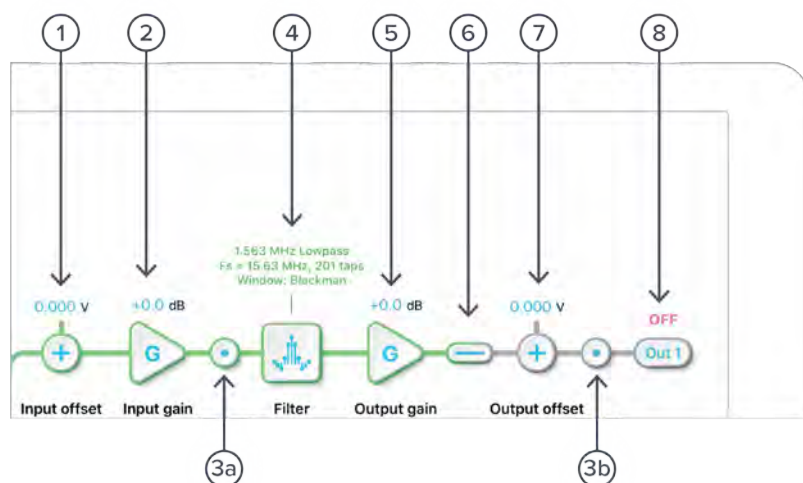 1 2 4 5 6 7 8
1.563 MHz Lowpass
Fs = 15.63 MHz, 201 taps
Window: Blackman
0.000 V +0.0 dB +0.0 dB 0.000 V OFF
G G Out 1
Input offset Input gain Filter Output gain Output offset
3a 3b